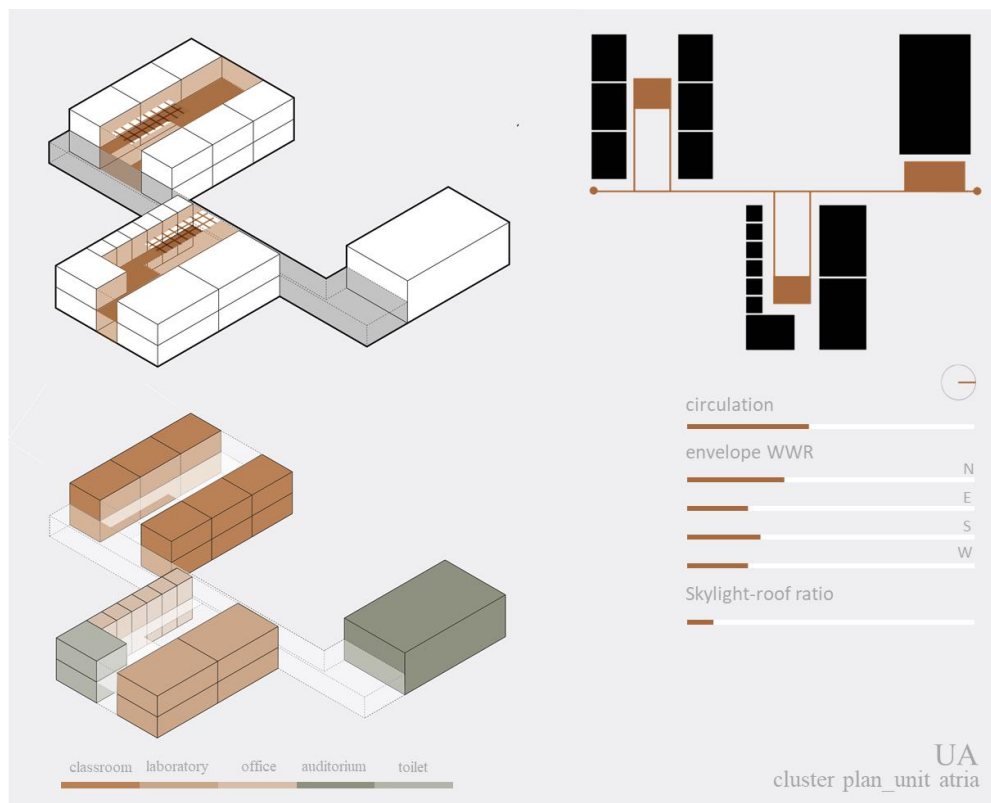 circulation
envelope WWR
N
E
S
W
Skylight-roof ratio
classroom laboratory office auditorium toilet
UA
cluster plan_unit atria